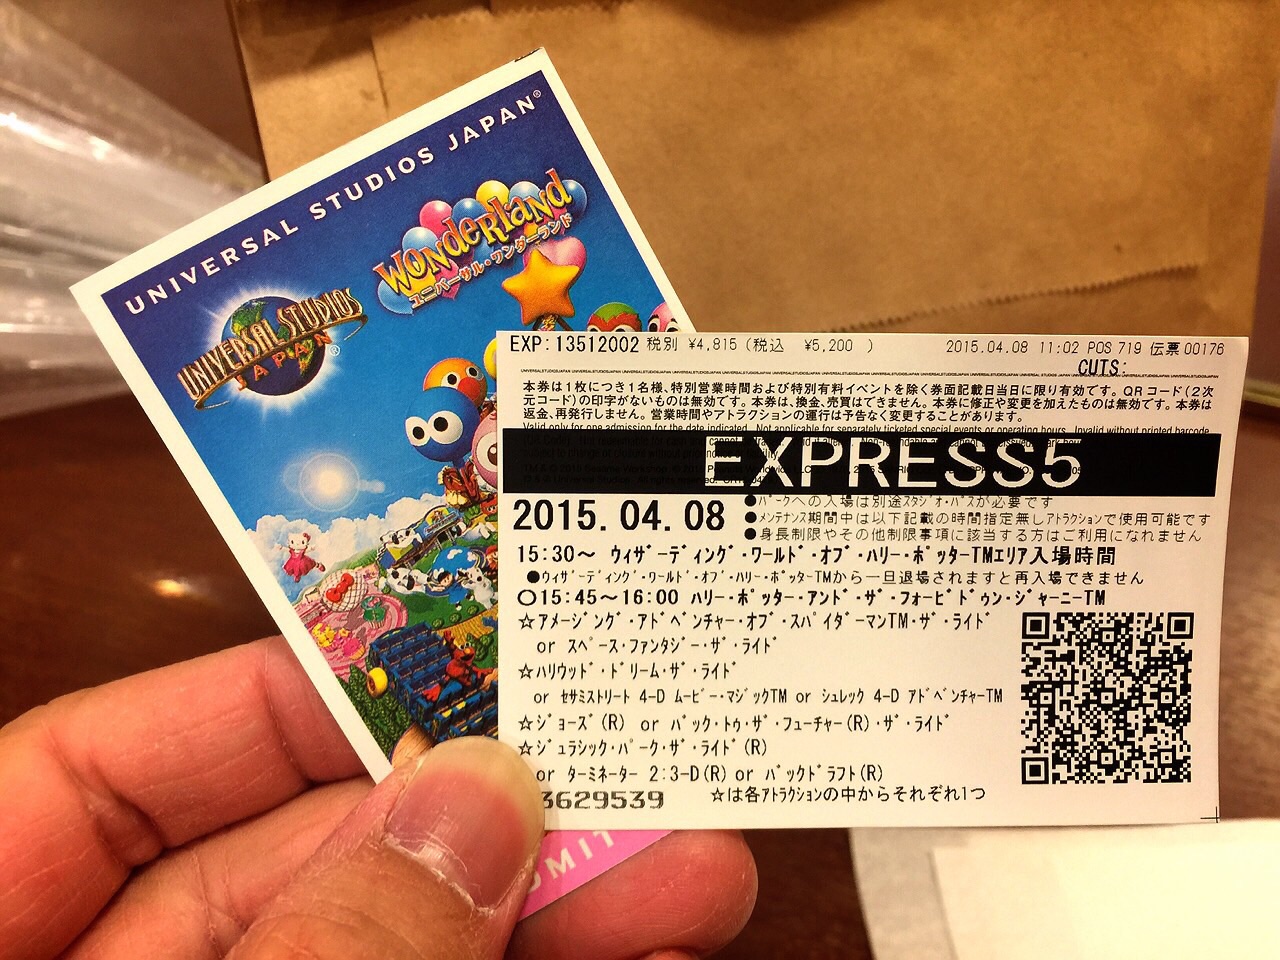 UNIVERSAL STUDIOS JAPAN®
Wonderland
ユニバーサル・ワンダーランド
UNIVERSAL STUDIOS
JAPAN®
EXP:13512002 税別 ¥4,815(税込 ¥5,200 )
2015.04.08 11:02 POS 719 伝票 00176
CUTS:
本券は1枚につき1名様、特別営業時間および特別有料イベントを除く券面記載日当日に限り有効です。QRコード(2次
元コード)の印字がないものは無効です。本券は、換金、売買はできません。本券に修正や変更を加えたものは無効です。本券は
返金、再発行しません。営業時間やアトラクションの運行は予告なく変更することがあります。
Valid only for one admission for the date indicated. Not applicable for separately ticketed special events or operating hours. Invalid without printed barcode
EXPRESS5
2015.04.08
●パークへの入場は別途スタジオ・パスが必要です
●メンテナンス期間中は以下記載の時間指定無しアトラクションで使用可能です
●身長制限やその他制限事項に該当する方はご利用になれません
15:30～ ウィザーディング・ワールド・オブ・ハリー・ポッターTMエリア入場時間
●ウィザーディング・ワールド・オブ・ハリー・ポッターTMから一旦退場されますと再入場できません
○15:45～16:00 ハリー・ポッター・アンド・ザ・フォービドゥン・ジャーニーTM
☆アメージング・アドベンチャー・オブ・スパイダーマンTM・ザ・ライド
or スペース・ファンタジー・ザ・ライド
☆ハリウッド・ドリーム・ザ・ライド
or セサミストリート 4-D ムービー・マジックTM or シュレック 4-D アドベンチャーTM
☆ジョーズ(R) or バック・トゥ・ザ・フューチャー(R)・ザ・ライド
☆ジュラシック・パーク・ザ・ライド(R)
or ターミネーター 2:3-D(R) or バックドラフト(R)
3629539
☆は各アトラクションの中からそれぞれ1つ